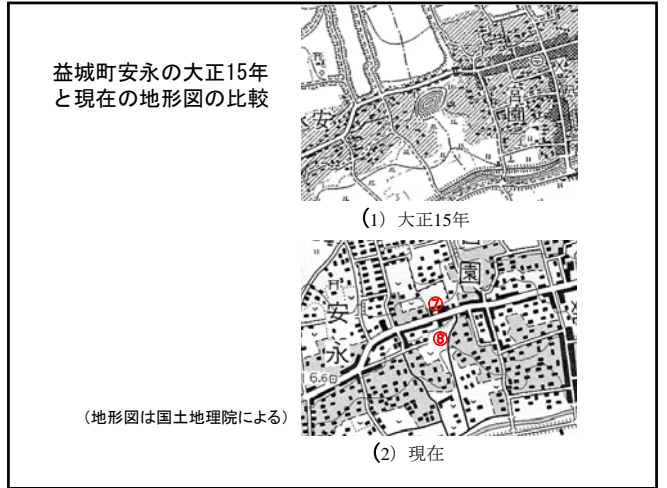 益城町安永の大正15年
と現在の地形図の比較
安
宮園
(1) 大正15年
園
⑦
安永
⑧
6.6
(地形図は国土地理院による)
(2) 現在